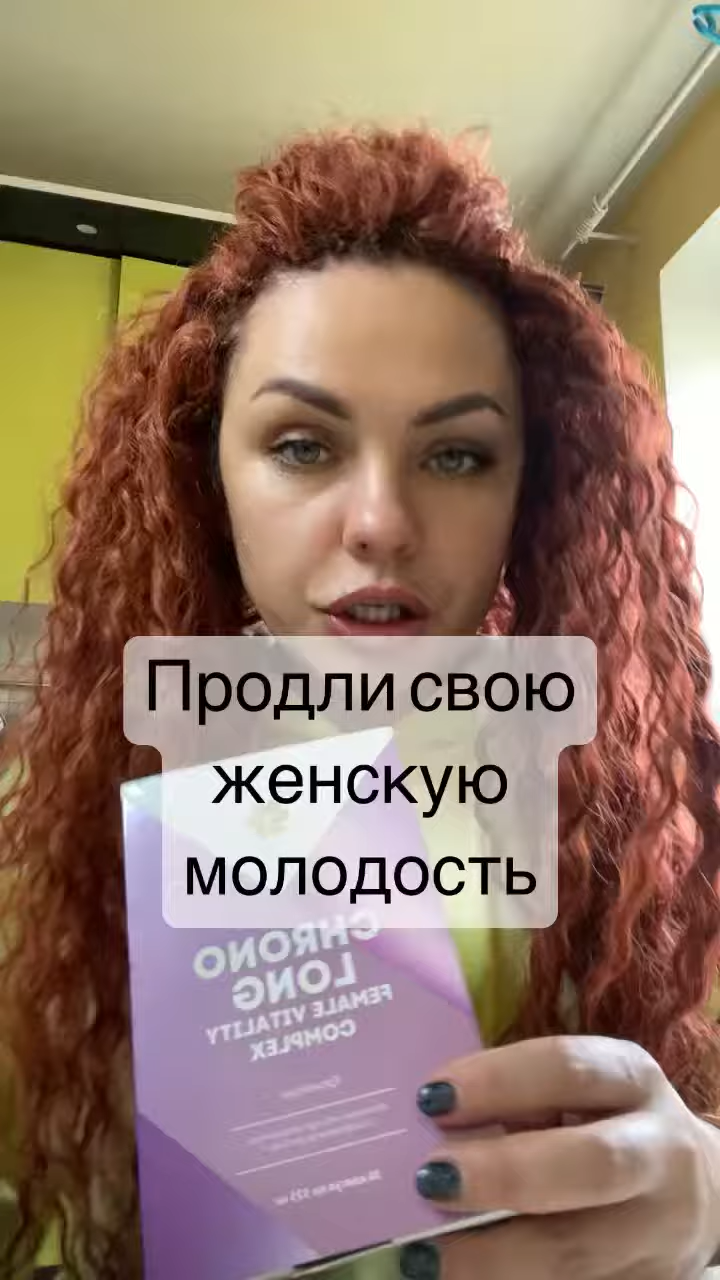 Продли свою
женскую
молодость
CHRONO
LONG
FEMALE VITALITY
COMPLEX